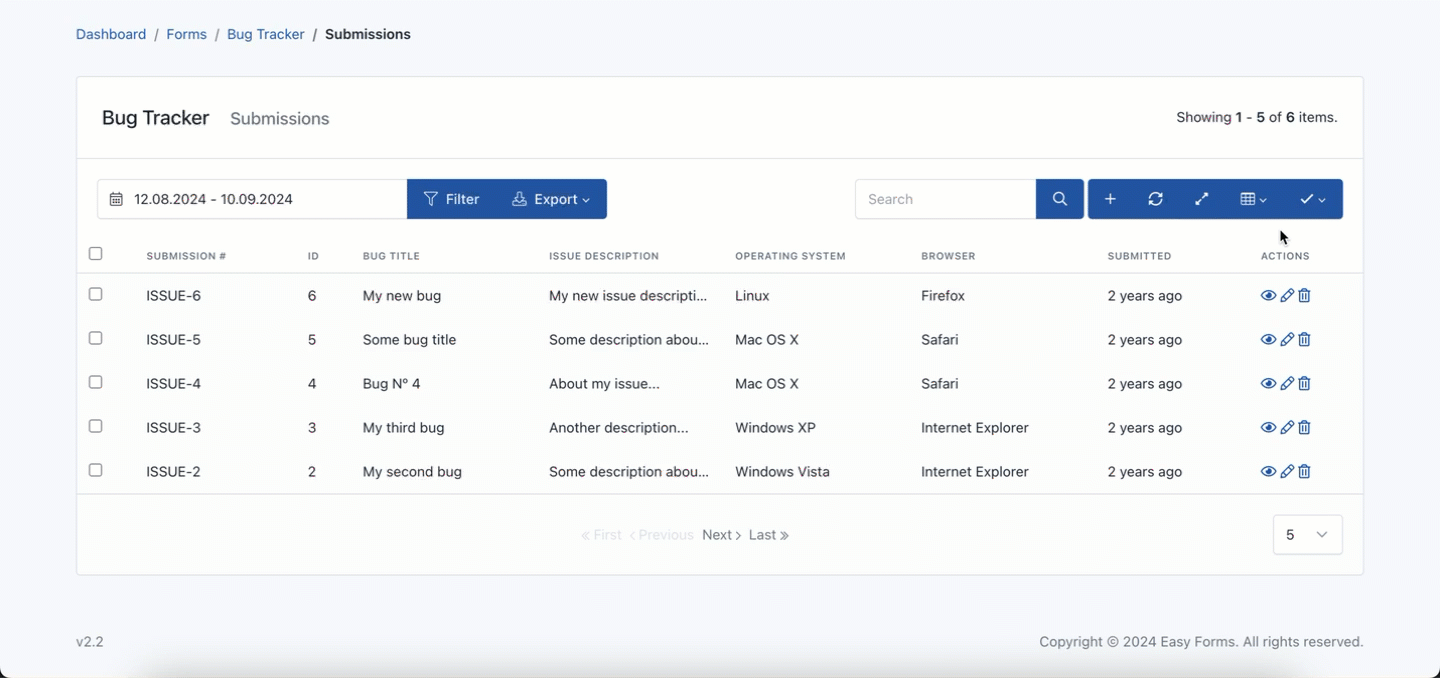 Dashboard / Forms / Bug Tracker / Submissions
Bug Tracker Submissions Showing 1 - 5 of 6 items.
12.08.2024 - 10.09.2024 Filter Export Search
SUBMISSION # ID BUG TITLE ISSUE DESCRIPTION OPERATING SYSTEM BROWSER SUBMITTED ACTIONS
ISSUE-6 6 My new bug My new issue descripti... Linux Firefox 2 years ago
ISSUE-5 5 Some bug title Some description abou... Mac OS X Safari 2 years ago
ISSUE-4 4 Bug Nº 4 About my issue... Mac OS X Safari 2 years ago
ISSUE-3 3 My third bug Another description... Windows XP Internet Explorer 2 years ago
ISSUE-2 2 My second bug Some description abou... Windows Vista Internet Explorer 2 years ago
« First ‹ Previous Next › Last » 5
v2.2 Copyright © 2024 Easy Forms. All rights reserved.